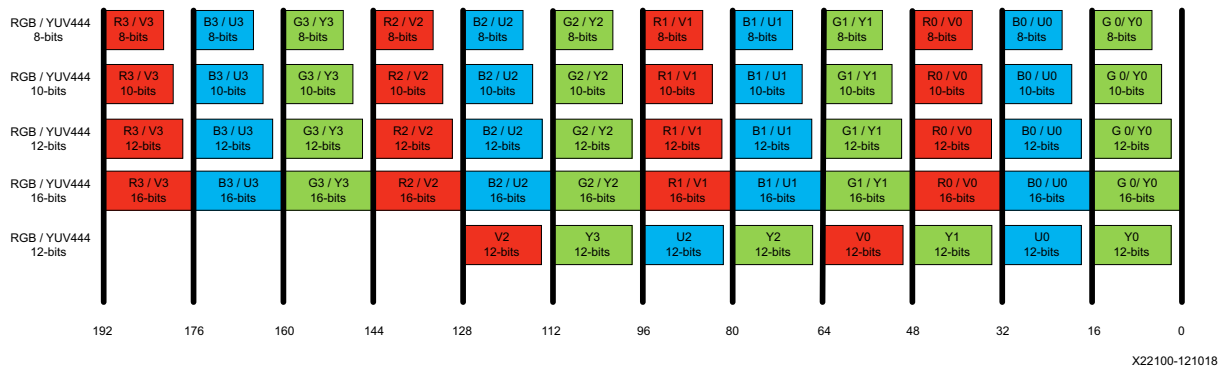 RGB / YUV444
8-bits
R3 / V3
8-bits
B3 / U3
8-bits
G3 / Y3
8-bits
R2 / V2
8-bits
B2 / U2
8-bits
G2 / Y2
8-bits
R1 / V1
8-bits
B1 / U1
8-bits
G1 / Y1
8-bits
R0 / V0
8-bits
B0 / U0
8-bits
G 0/ Y0
8-bits
RGB / YUV444
10-bits
R3 / V3
10-bits
B3 / U3
10-bits
G3 / Y3
10-bits
R2 / V2
10-bits
B2 / U2
10-bits
G2 / Y2
10-bits
R1 / V1
10-bits
B1 / U1
10-bits
G1 / Y1
10-bits
R0 / V0
10-bits
B0 / U0
10-bits
G 0/ Y0
10-bits
RGB / YUV444
12-bits
R3 / V3
12-bits
B3 / U3
12-bits
G3 / Y3
12-bits
R2 / V2
12-bits
B2 / U2
12-bits
G2 / Y2
12-bits
R1 / V1
12-bits
B1 / U1
12-bits
G1 / Y1
12-bits
R0 / V0
12-bits
B0 / U0
12-bits
G 0/ Y0
12-bits
RGB / YUV444
16-bits
R3 / V3
16-bits
B3 / U3
16-bits
G3 / Y3
16-bits
R2 / V2
16-bits
B2 / U2
16-bits
G2 / Y2
16-bits
R1 / V1
16-bits
B1 / U1
16-bits
G1 / Y1
16-bits
R0 / V0
16-bits
B0 / U0
16-bits
G 0/ Y0
16-bits
RGB / YUV444
12-bits
V2
12-bits
Y3
12-bits
U2
12-bits
Y2
12-bits
V0
12-bits
Y1
12-bits
U0
12-bits
Y0
12-bits
192 176 160 144 128 112 96 80 64 48 32 16 0
X22100-121018